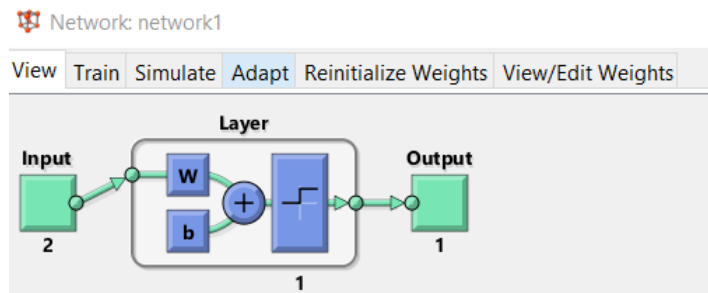 Network: network1
View Train Simulate Adapt Reinitialize Weights View/Edit Weights
Layer
Input Output
W
+
b
2 1
1